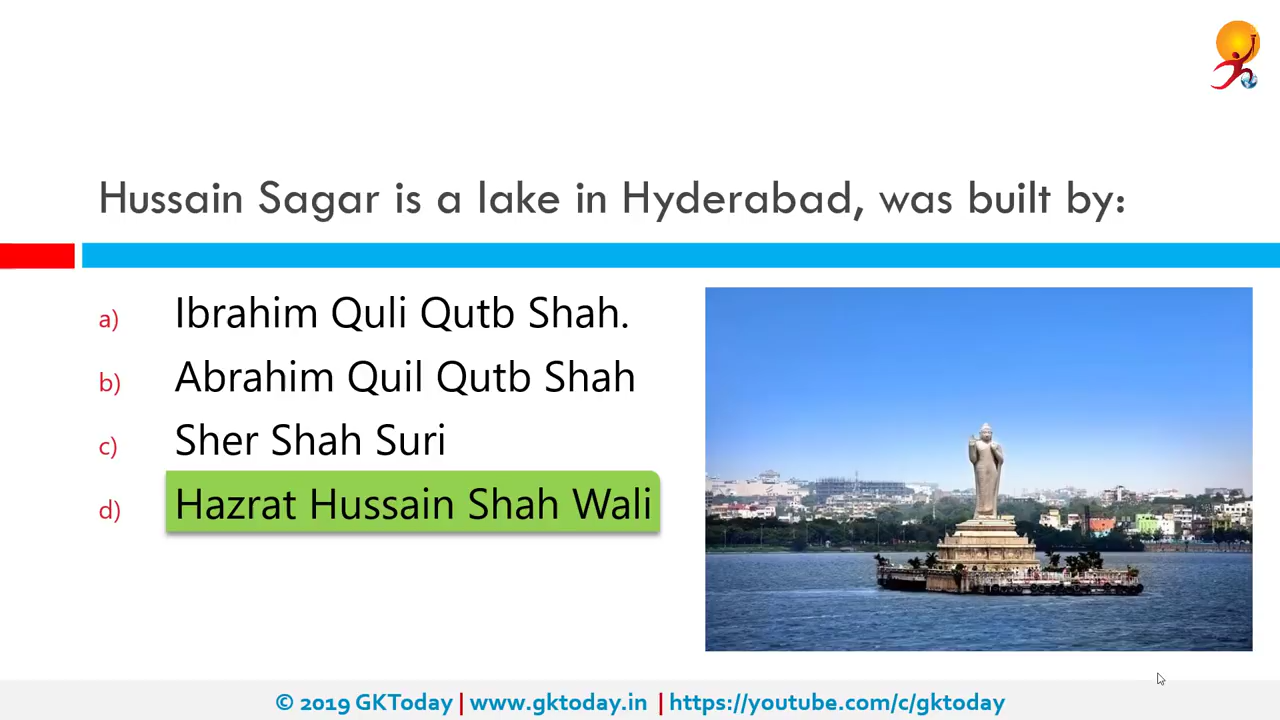 Hussain Sagar is a lake in Hyderabad, was built by:
a) Ibrahim Quli Qutb Shah.
b) Abrahim Quil Qutb Shah
c) Sher Shah Suri
d) Hazrat Hussain Shah Wali
© 2019 GKToday | www.gktoday.in | https://youtube.com/c/gktoday